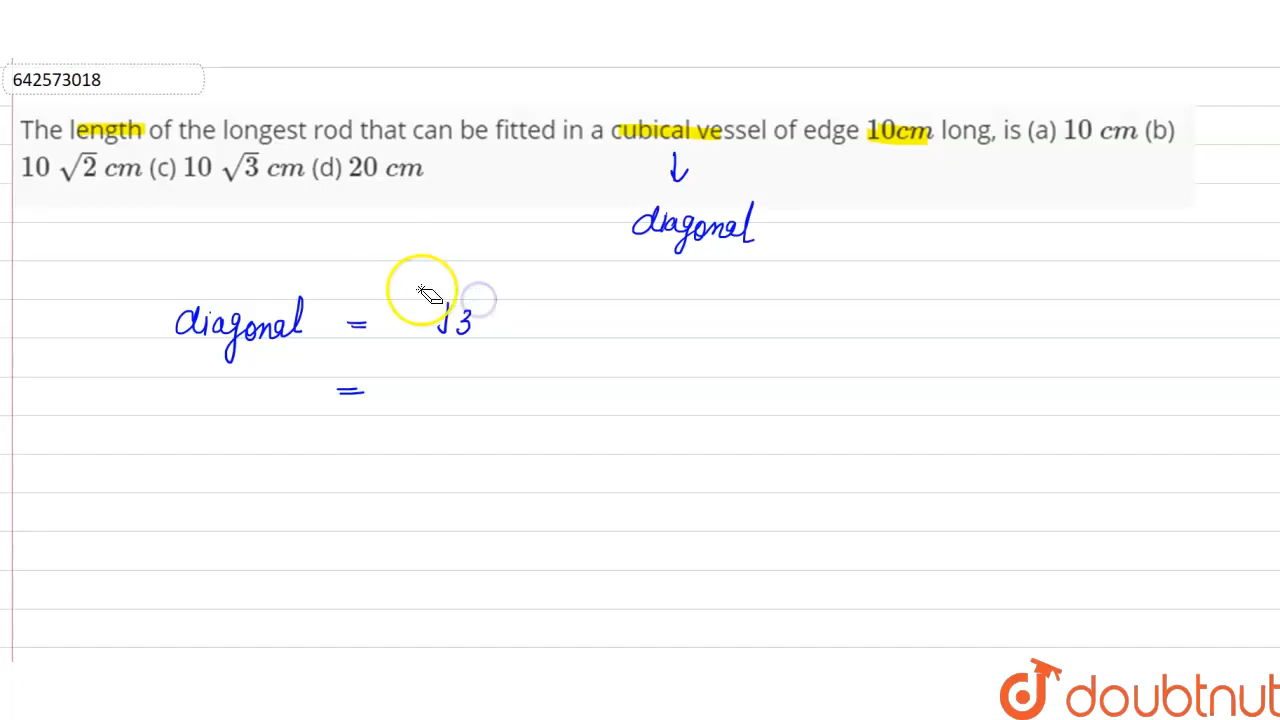 642573018
The length of the longest rod that can be fitted in a cubical vessel of edge 10cm long, is (a) 10 cm (b)
10 √2 cm (c) 10 √3 cm (d) 20 cm
↓
diagonal
diagonal = √3
=
doubtnut